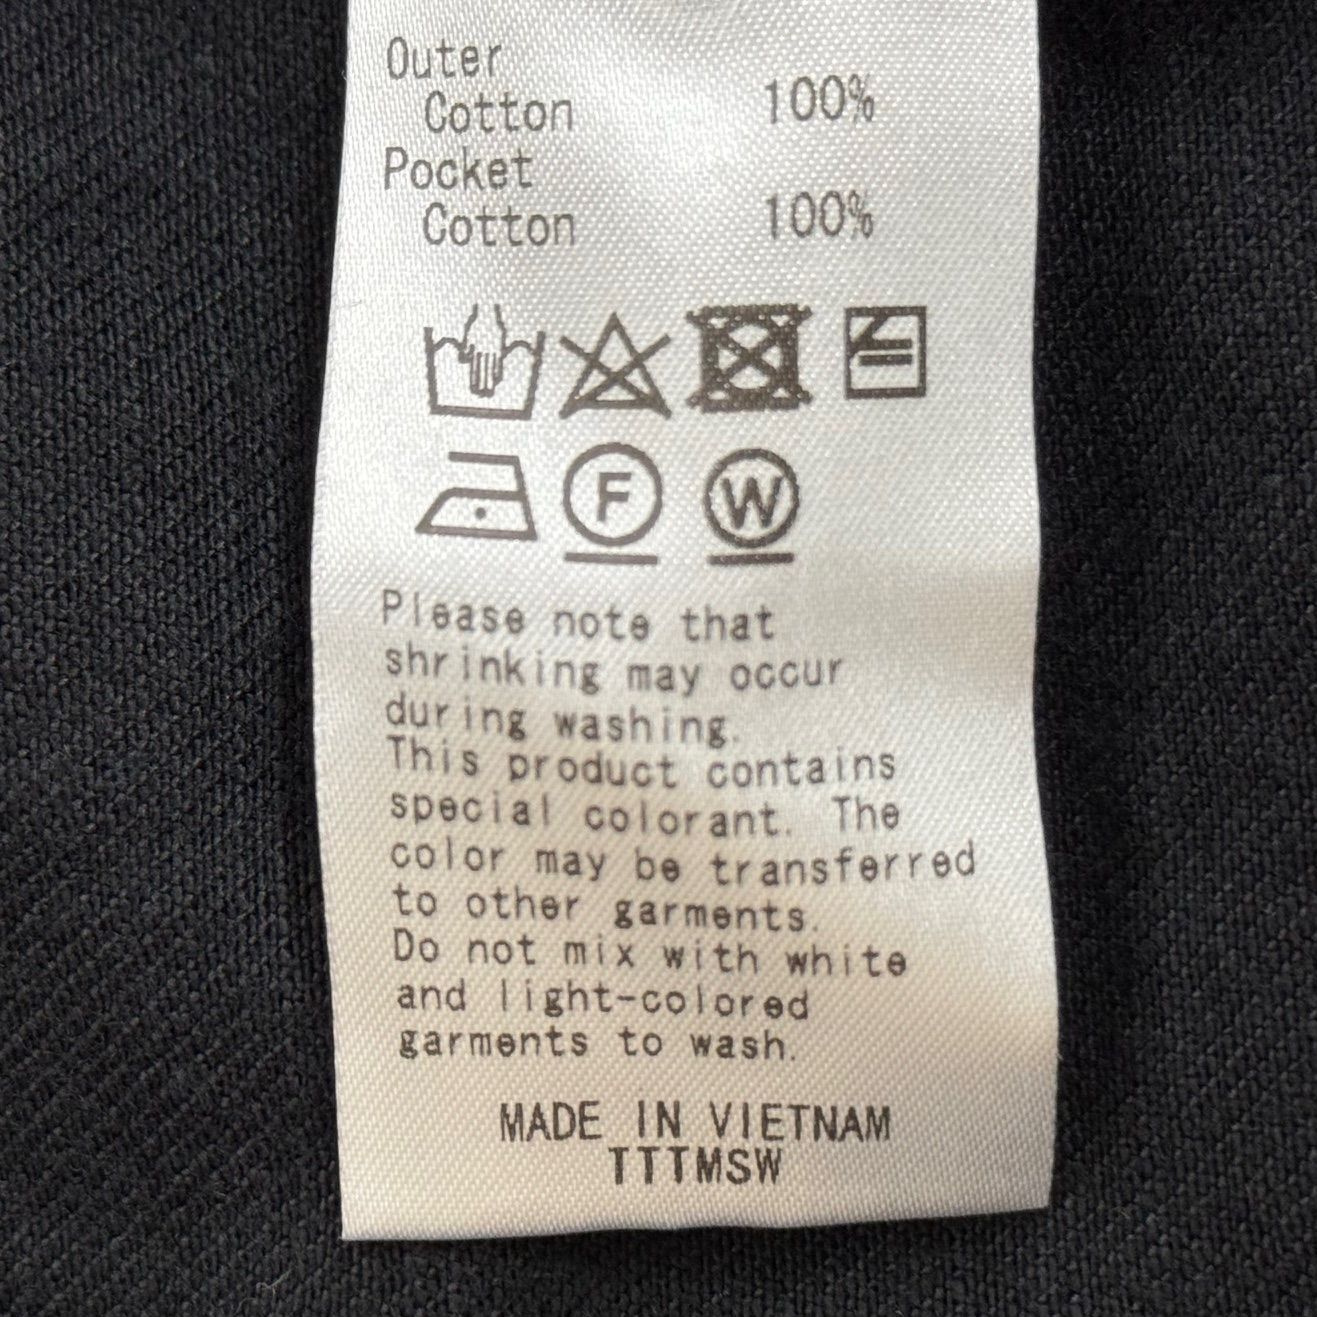 Outer
Cotton 100%
Pocket
Cotton 100%
F W
Please note that
shrinking may occur
during washing.
This product contains
special colorant. The
color may be transferred
to other garments.
Do not mix with white
and light-colored
garments to wash.
MADE IN VIETNAM
TTTMSW